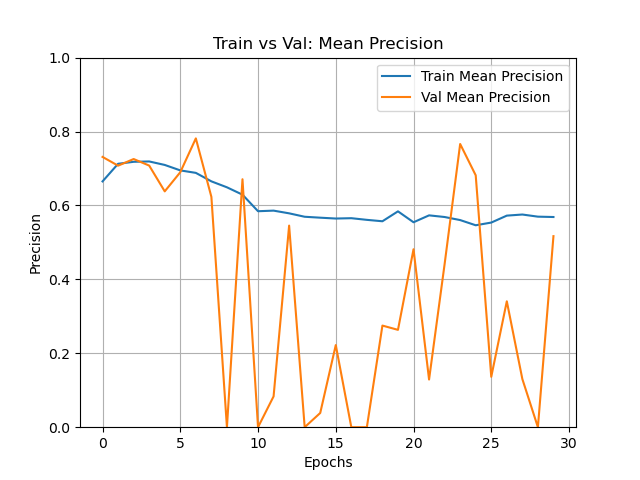 Train vs Val: Mean Precision
Train Mean Precision
Val Mean Precision
1.0
0.8
0.6
0.4
0.2
0.0
Precision
0 5 10 15 20 25 30
Epochs